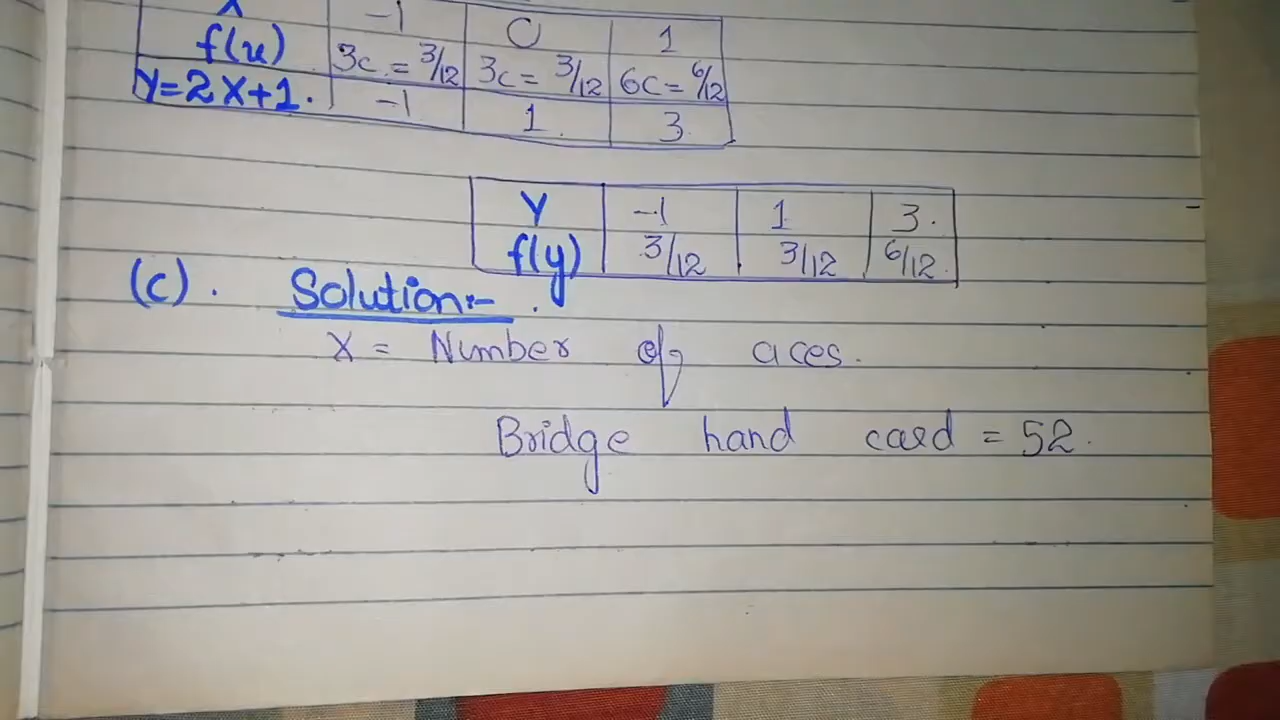 x -1 0 1
f(x) 3c = 3/12 3c = 3/12 6c = 6/12
Y=2X+1. -1 1. 3.
Y -1 1 3.
f(y) 3/12 3/12 6/12.
(c). Solution:- .
X = Number of aces.
Bridge hand card = 52.